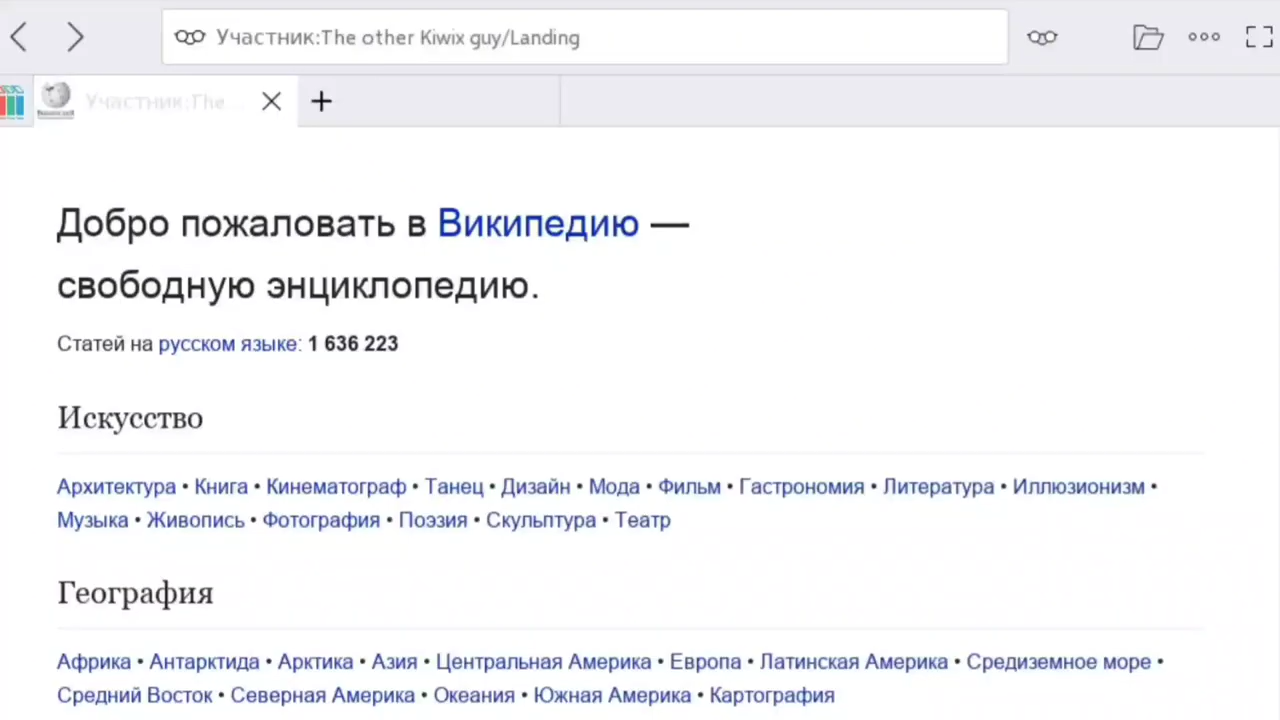 Участник:The other Kiwix guy/Landing
Участник:The...
Добро пожаловать в Википедию —
свободную энциклопедию.
Статей на русском языке: 1 636 223
Искусство
Архитектура • Книга • Кинематограф • Танец • Дизайн • Мода • Фильм • Гастрономия • Литература • Иллюзионизм •
Музыка • Живопись • Фотография • Поэзия • Скульптура • Театр
География
Африка • Антарктида • Арктика • Азия • Центральная Америка • Европа • Латинская Америка • Средиземное море •
Средний Восток • Северная Америка • Океания • Южная Америка • Картография